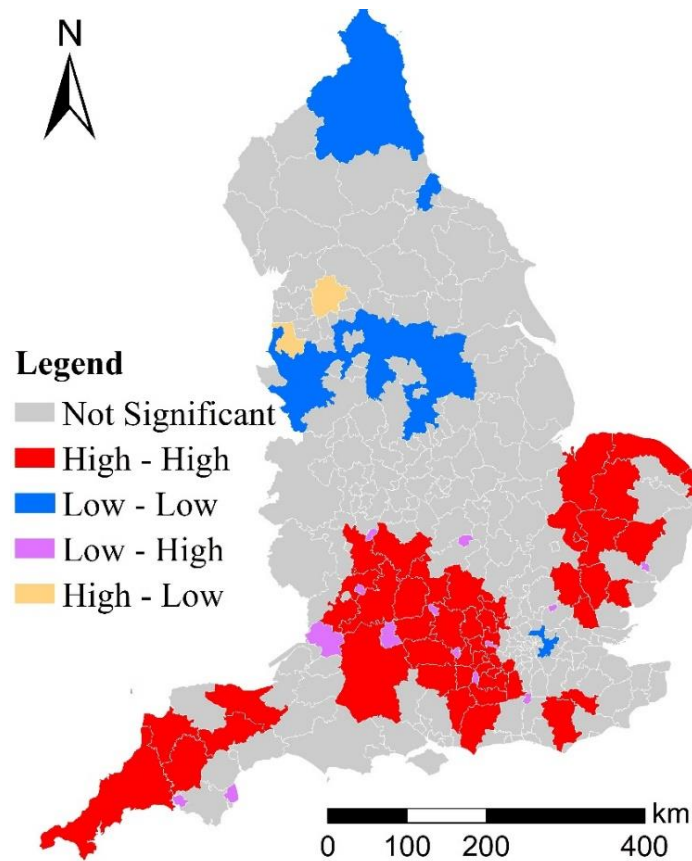 N
Legend
Not Significant
High - High
Low - Low
Low - High
High - Low
km
0 100 200 400